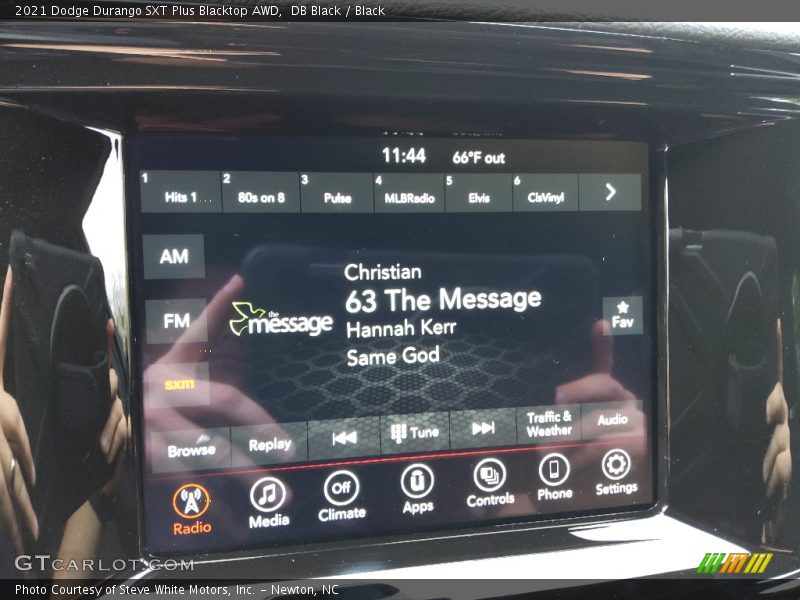 2021 Dodge Durango SXT Plus Blacktop AWD, DB Black / Black
11:44 66°F out
1 Hits 1 2 80s on 8 3 Pulse 4 MLBRadio 5 Elvis 6 ClsVinyl
AM
Christian
63 The Message
the message
Hannah Kerr
Same God
FM
Fav
sxm
Browse Replay Tune Traffic & Weather Audio
Off
Radio Media Climate Apps Controls Phone Settings
GTCARLOT.COM
Photo Courtesy of Steve White Motors, Inc. – Newton, NC